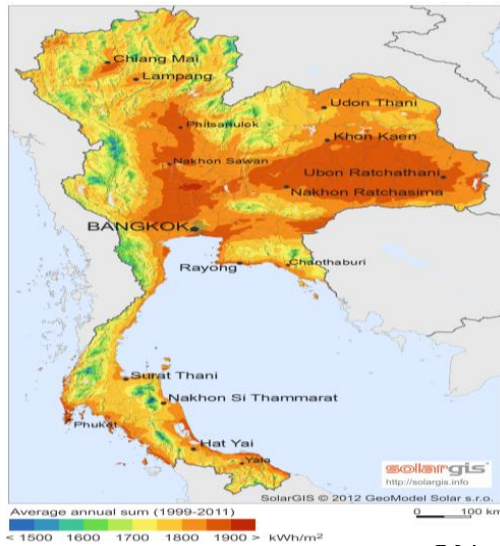 Chiang Mai
Lampang
Udon Thani
Phitsanulok
Khon Kaen
Nakhon Sawan
Ubon Ratchathani
Nakhon Ratchasima
BANGKOK
Rayong
Chanthaburi
Surat Thani
Nakhon Si Thammarat
Phuket
Hat Yai
Yala
solargis
http://solargis.info
SolarGIS © 2012 GeoModel Solar s.r.o.
Average annual sum (1999-2011)
0 100 km
< 1500 1600 1700 1800 1900 > kWh/m²